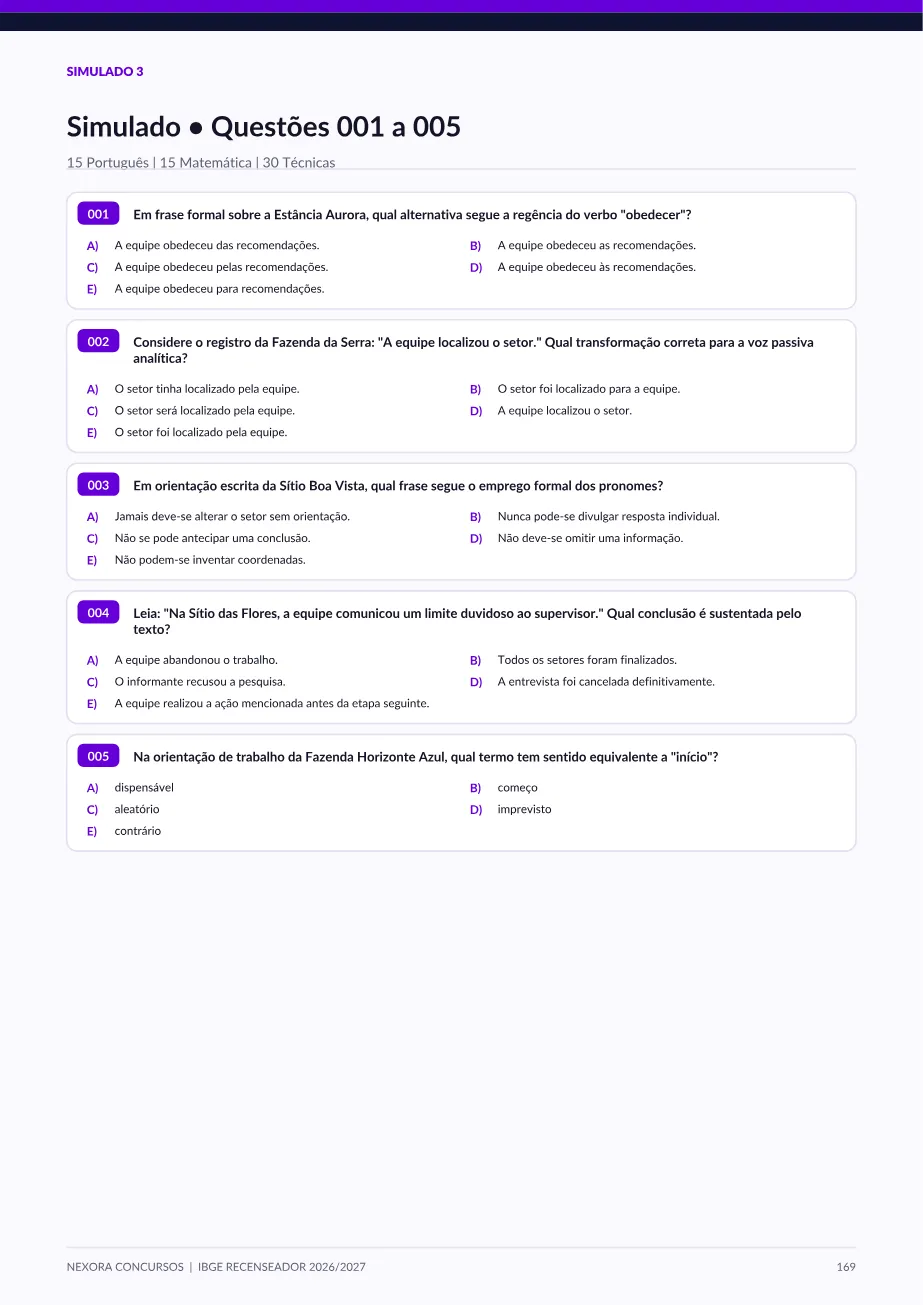 SIMULADO 3
Simulado • Questões 001 a 005
15 Português | 15 Matemática | 30 Técnicas
001 Em frase formal sobre a Estância Aurora, qual alternativa segue a regência do verbo "obedecer"?
A) A equipe obedeceu das recomendações.
B) A equipe obedeceu as recomendações.
C) A equipe obedeceu pelas recomendações.
D) A equipe obedeceu às recomendações.
E) A equipe obedeceu para recomendações.
002 Considere o registro da Fazenda da Serra: "A equipe localizou o setor." Qual transformação correta para a voz passiva
analítica?
A) O setor tinha localizado pela equipe.
B) O setor foi localizado para a equipe.
C) O setor será localizado pela equipe.
D) A equipe localizou o setor.
E) O setor foi localizado pela equipe.
003 Em orientação escrita da Sítio Boa Vista, qual frase segue o emprego formal dos pronomes?
A) Jamais deve-se alterar o setor sem orientação.
B) Nunca pode-se divulgar resposta individual.
C) Não se pode antecipar uma conclusão.
D) Não deve-se omitir uma informação.
E) Não podem-se inventar coordenadas.
004 Leia: "Na Sítio das Flores, a equipe comunicou um limite duvidoso ao supervisor." Qual conclusão é sustentada pelo
texto?
A) A equipe abandonou o trabalho.
B) Todos os setores foram finalizados.
C) O informante recusou a pesquisa.
D) A entrevista foi cancelada definitivamente.
E) A equipe realizou a ação mencionada antes da etapa seguinte.
005 Na orientação de trabalho da Fazenda Horizonte Azul, qual termo tem sentido equivalente a "início"?
A) dispensável
B) começo
C) aleatório
D) imprevisto
E) contrário
NEXORA CONCURSOS | IBGE RECENSEADOR 2026/2027
169